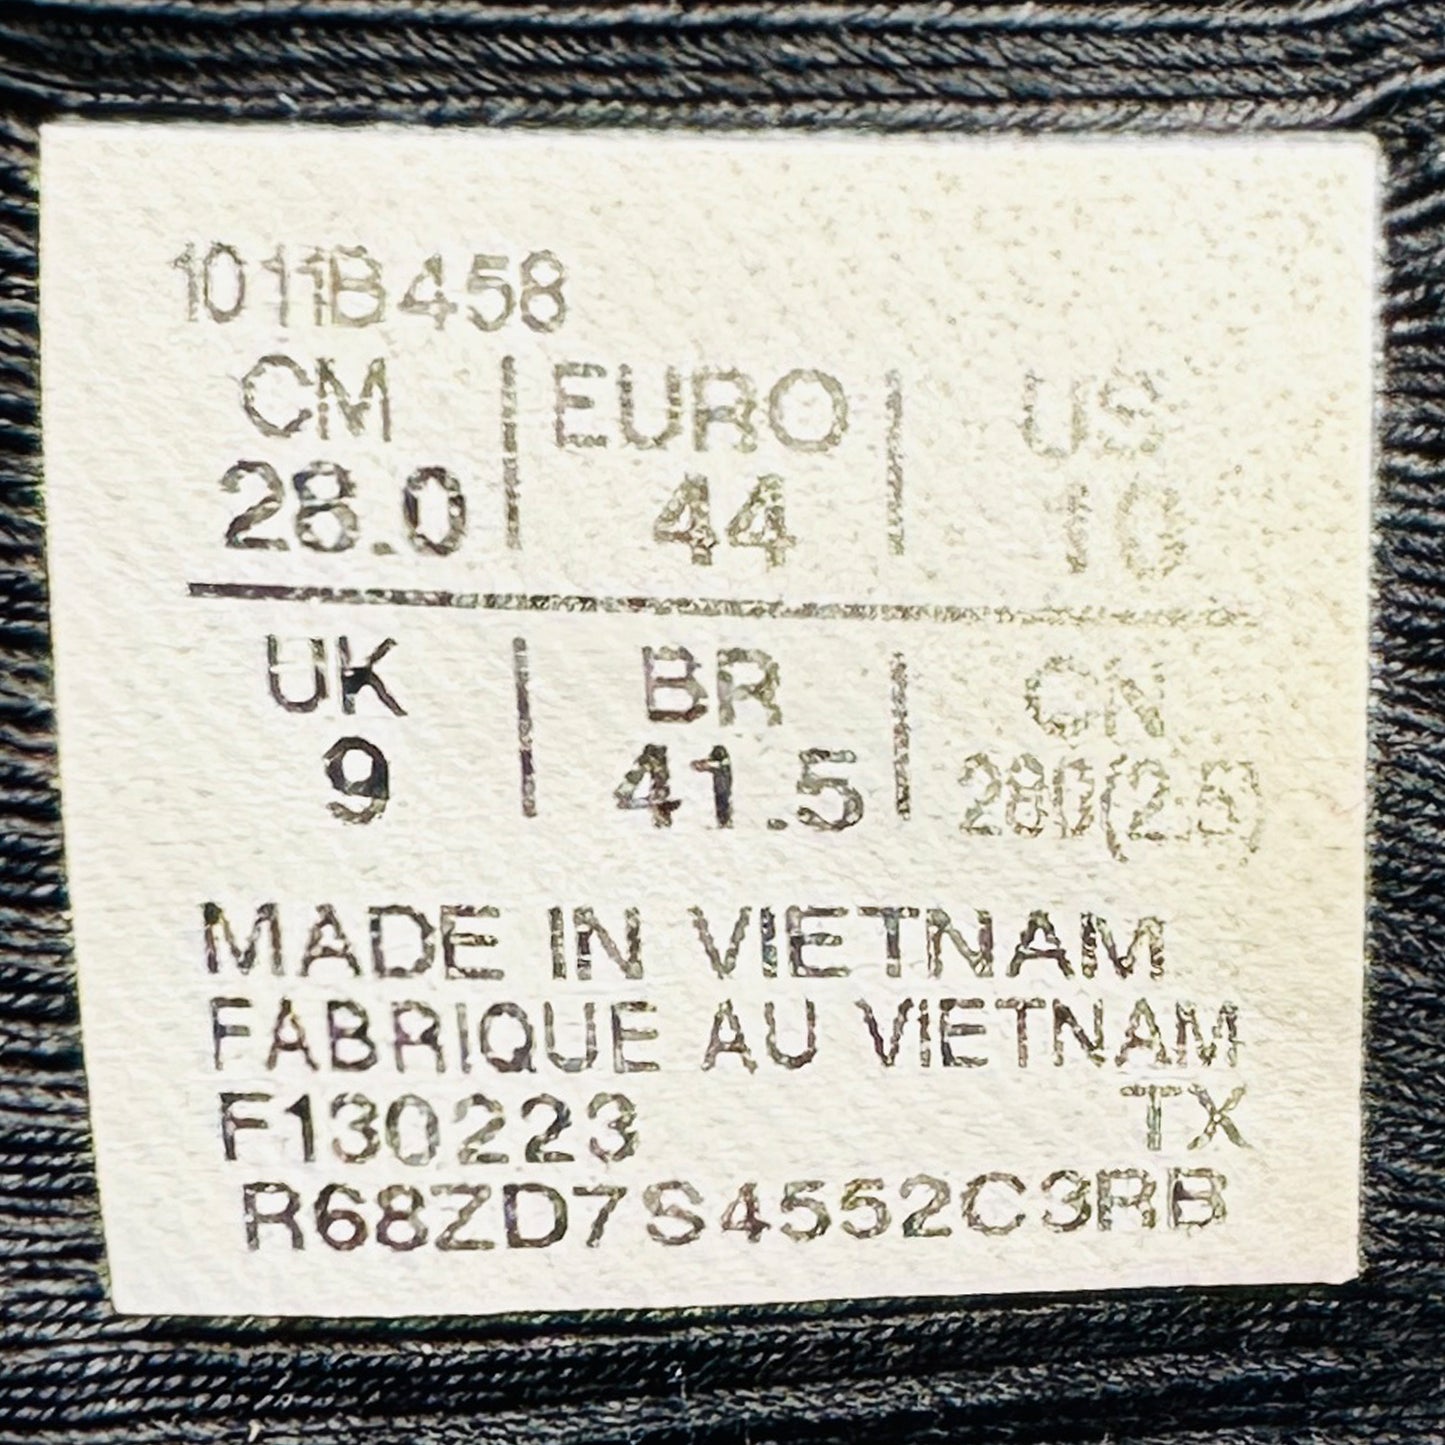 1011B458
CM | EURO | US
28.0 | 44 | 10
UK | BR | CN
9 | 41.5 | 280(2.5)
MADE IN VIETNAM
FABRIQUE AU VIETNAM
F130223 TX
R68ZD7S4552C3RB